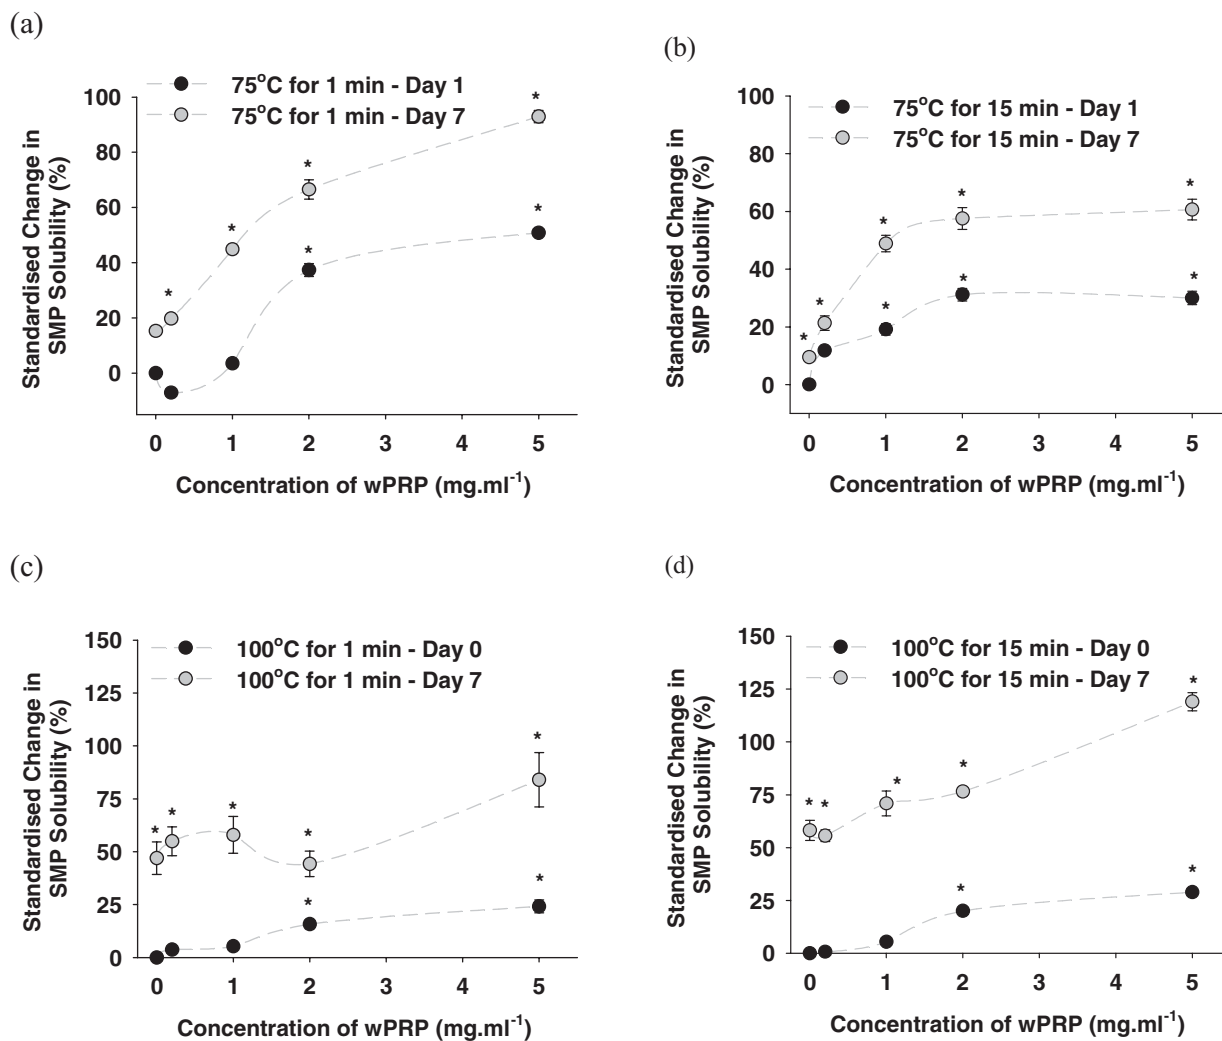 (a)
75°C for 1 min - Day 1
75°C for 1 min - Day 7
Standardised Change in
SMP Solubility (%)
100
80
60
40
20
0
* * * *
* *
0 1 2 3 4 5
Concentration of wPRP (mg.ml⁻¹)
(b)
75°C for 15 min - Day 1
75°C for 15 min - Day 7
Standardised Change in
SMP Solubility (%)
100
80
60
40
20
0
* * * * *
* * *
0 1 2 3 4 5
Concentration of wPRP (mg.ml⁻¹)
(c)
100°C for 1 min - Day 0
100°C for 1 min - Day 7
Standardised Change in
SMP Solubility (%)
150
125
100
75
50
25
0
* * * * *
* *
0 1 2 3 4 5
Concentration of wPRP (mg.ml⁻¹)
(d)
100°C for 15 min - Day 0
100°C for 15 min - Day 7
Standardised Change in
SMP Solubility (%)
150
125
100
75
50
25
0
* * * * *
* *
0 1 2 3 4 5
Concentration of wPRP (mg.ml⁻¹)